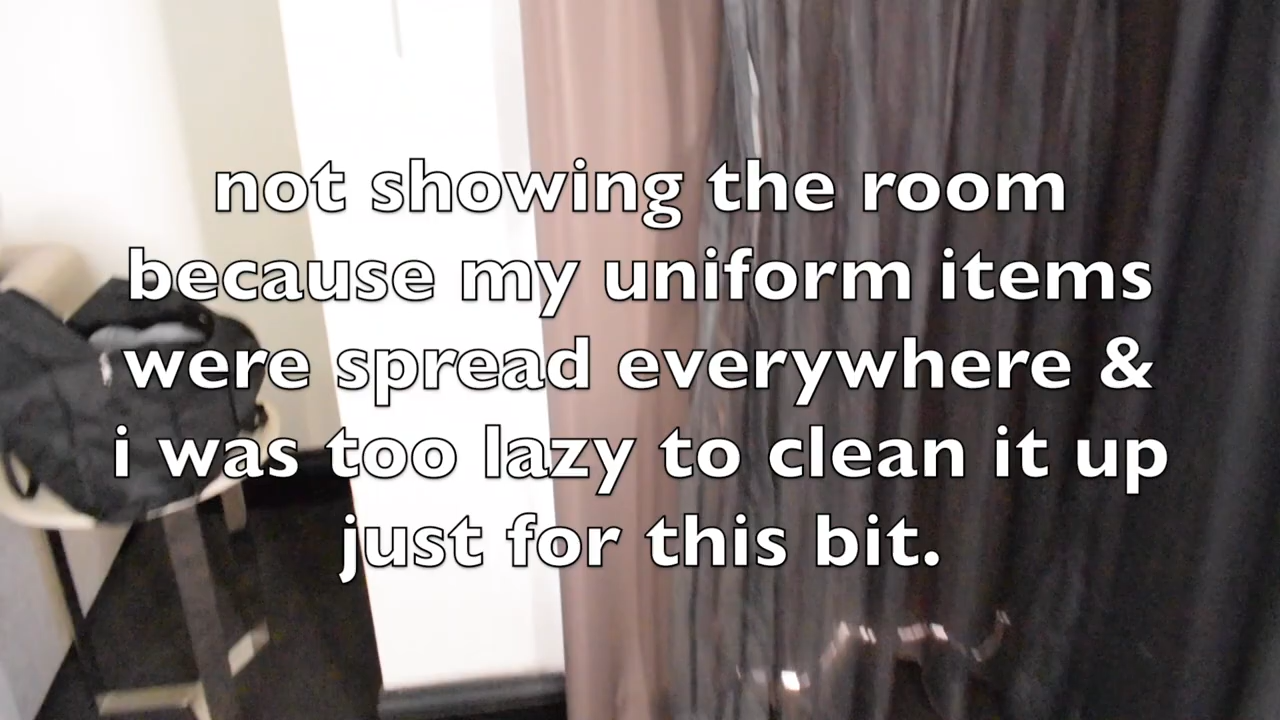 not showing the room
because my uniform items
were spread everywhere &
i was too lazy to clean it up
just for this bit.